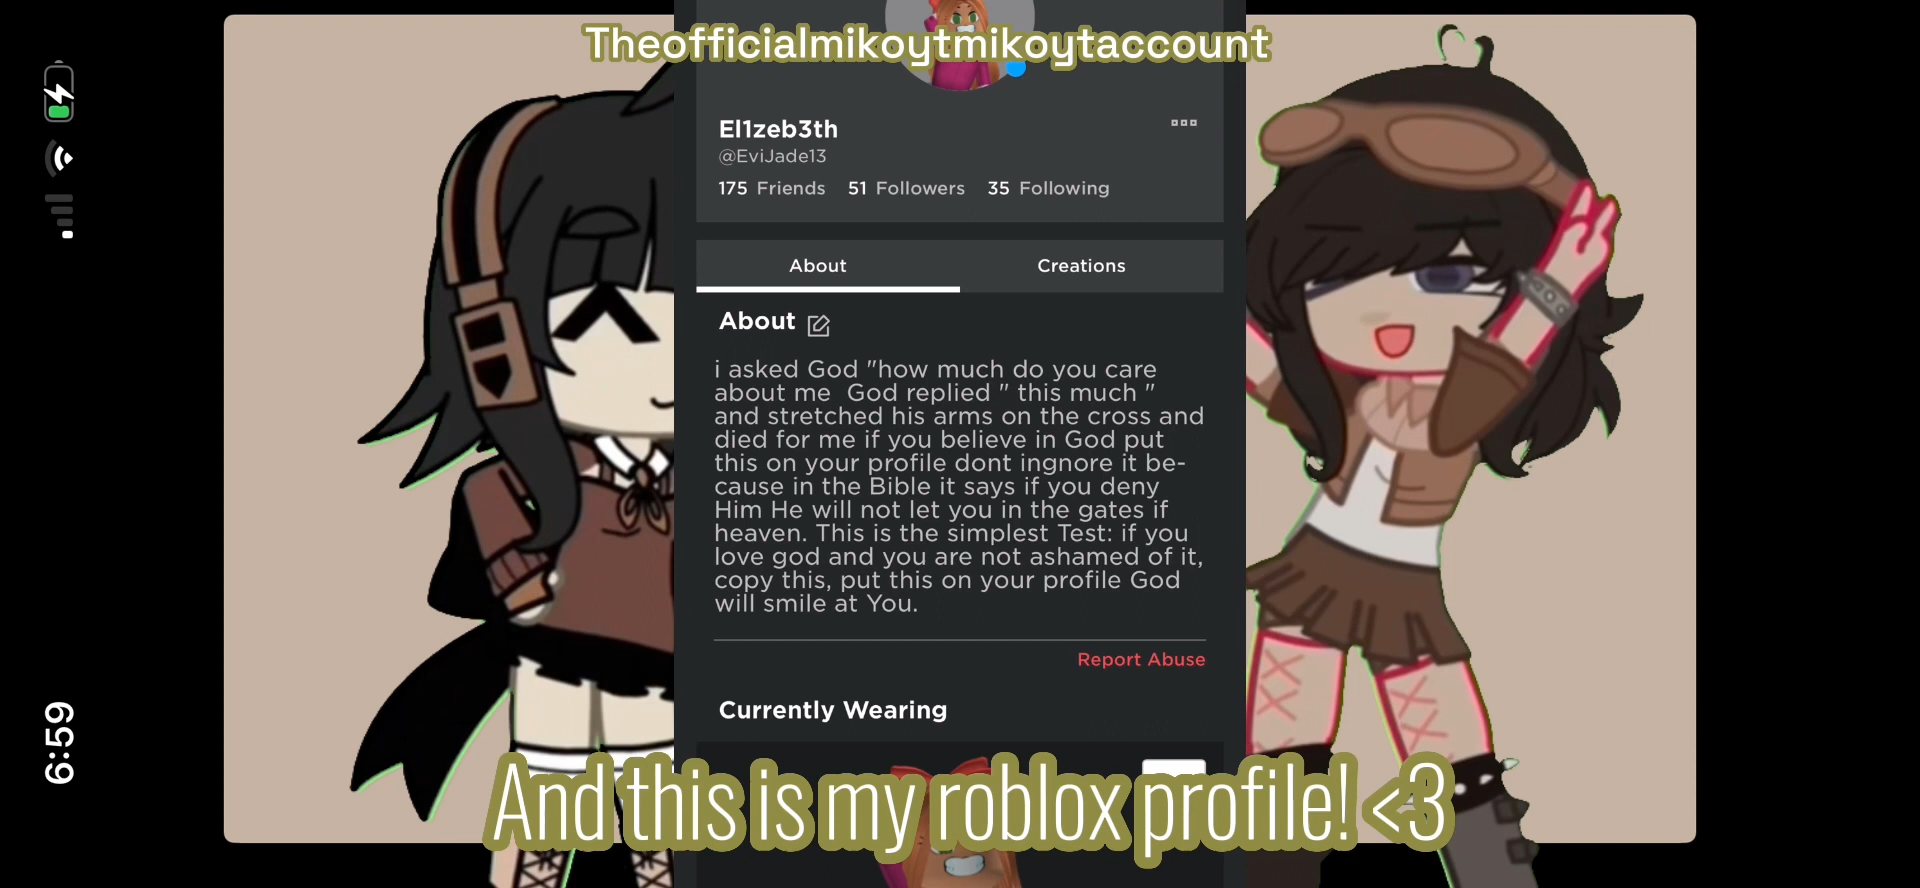 Theofficialmikoytmikoytaccount
El1zeb3th
@EviJade13
175 Friends 51 Followers 35 Following
About Creations
About
i asked God "how much do you care
about me God replied " this much "
and stretched his arms on the cross and
died for me if you believe in God put
this on your profile dont ingnore it be-
cause in the Bible it says if you deny
Him He will not let you in the gates if
heaven. This is the simplest Test: if you
love god and you are not ashamed of it,
copy this, put this on your profile God
will smile at You.
Report Abuse
Currently Wearing
And this is my roblox profile! <3
6:59